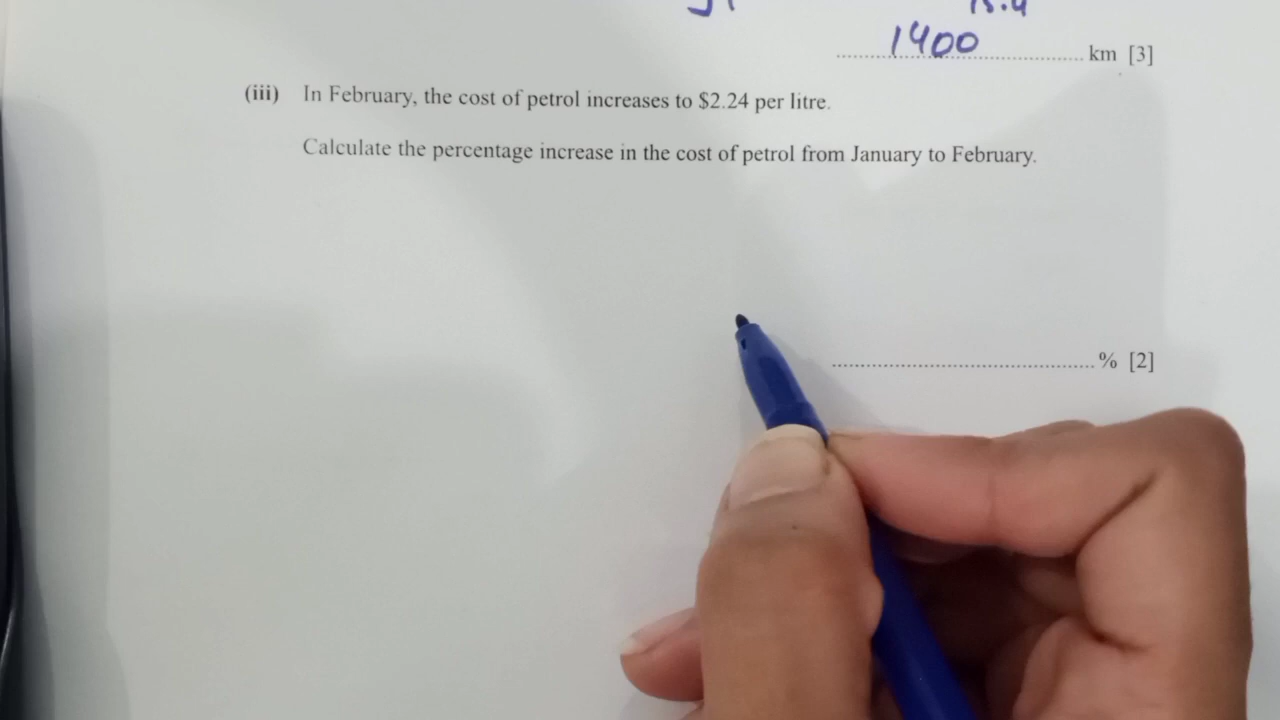 1400 km [3]
(iii) In February, the cost of petrol increases to $2.24 per litre.
Calculate the percentage increase in the cost of petrol from January to February.
% [2]